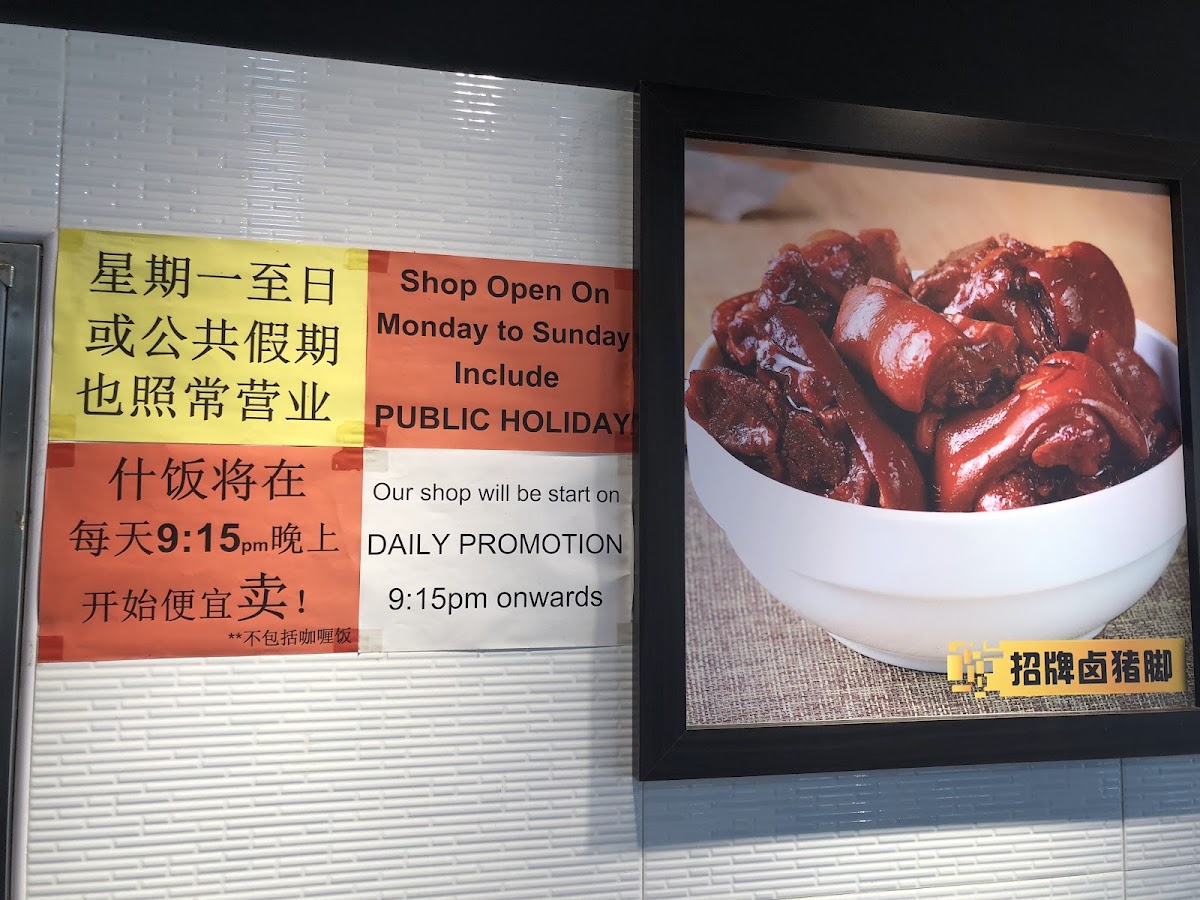 星期一至日
或公共假期
也照常营业
Shop Open On
Monday to Sunday
Include
PUBLIC HOLIDAY
什饭将在
每天9:15pm晚上
开始便宜卖!
**不包括咖喱饭
Our shop will be start on
DAILY PROMOTION
9:15pm onwards
招牌卤猪脚